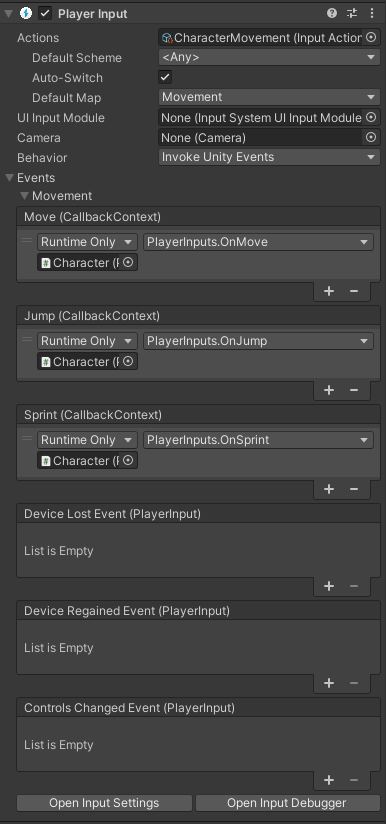 Player Input
Actions
CharacterMovement (Input Action
Default Scheme
<Any>
Auto-Switch
Default Map
Movement
UI Input Module
None (Input System UI Input Module
Camera
None (Camera)
Behavior
Invoke Unity Events
Events
Movement
Move (CallbackContext)
Runtime Only
PlayerInputs.OnMove
Character (F
+ −
Jump (CallbackContext)
Runtime Only
PlayerInputs.OnJump
Character (F
+ −
Sprint (CallbackContext)
Runtime Only
PlayerInputs.OnSprint
Character (F
+ −
Device Lost Event (PlayerInput)
List is Empty
+ −
Device Regained Event (PlayerInput)
List is Empty
+ −
Controls Changed Event (PlayerInput)
List is Empty
+ −
Open Input Settings
Open Input Debugger